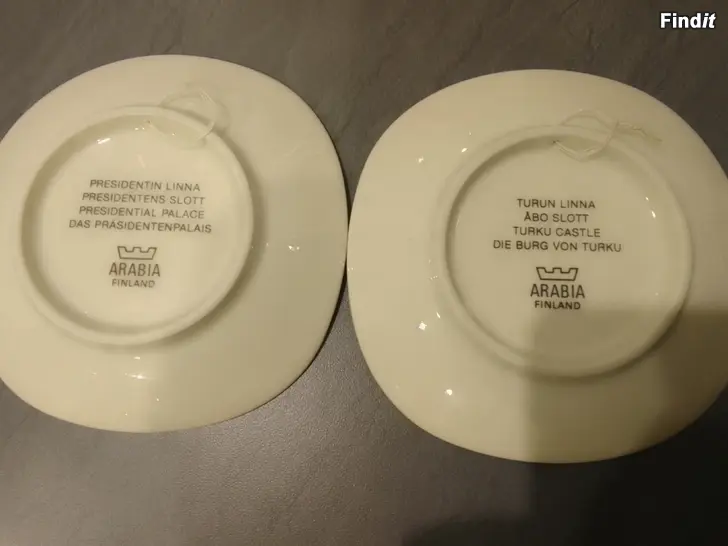 Findit
PRESIDENTIN LINNA
PRESIDENTENS SLOTT
PRESIDENTIAL PALACE
DAS PRÄSIDENTENPALAIS
ARABIA
FINLAND
TURUN LINNA
ÅBO SLOTT
TURKU CASTLE
DIE BURG VON TURKU
ARABIA
FINLAND